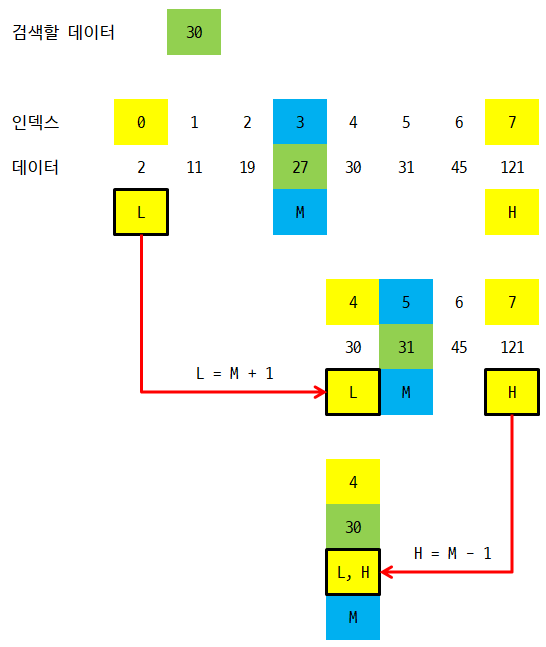 검색할 데이터 30
인덱스 0 1 2 3 4 5 6 7
데이터 2 11 19 27 30 31 45 121
L M H
4 5 6 7
30 31 45 121
L = M + 1
L M H
4
30
H = M - 1
L, H
M